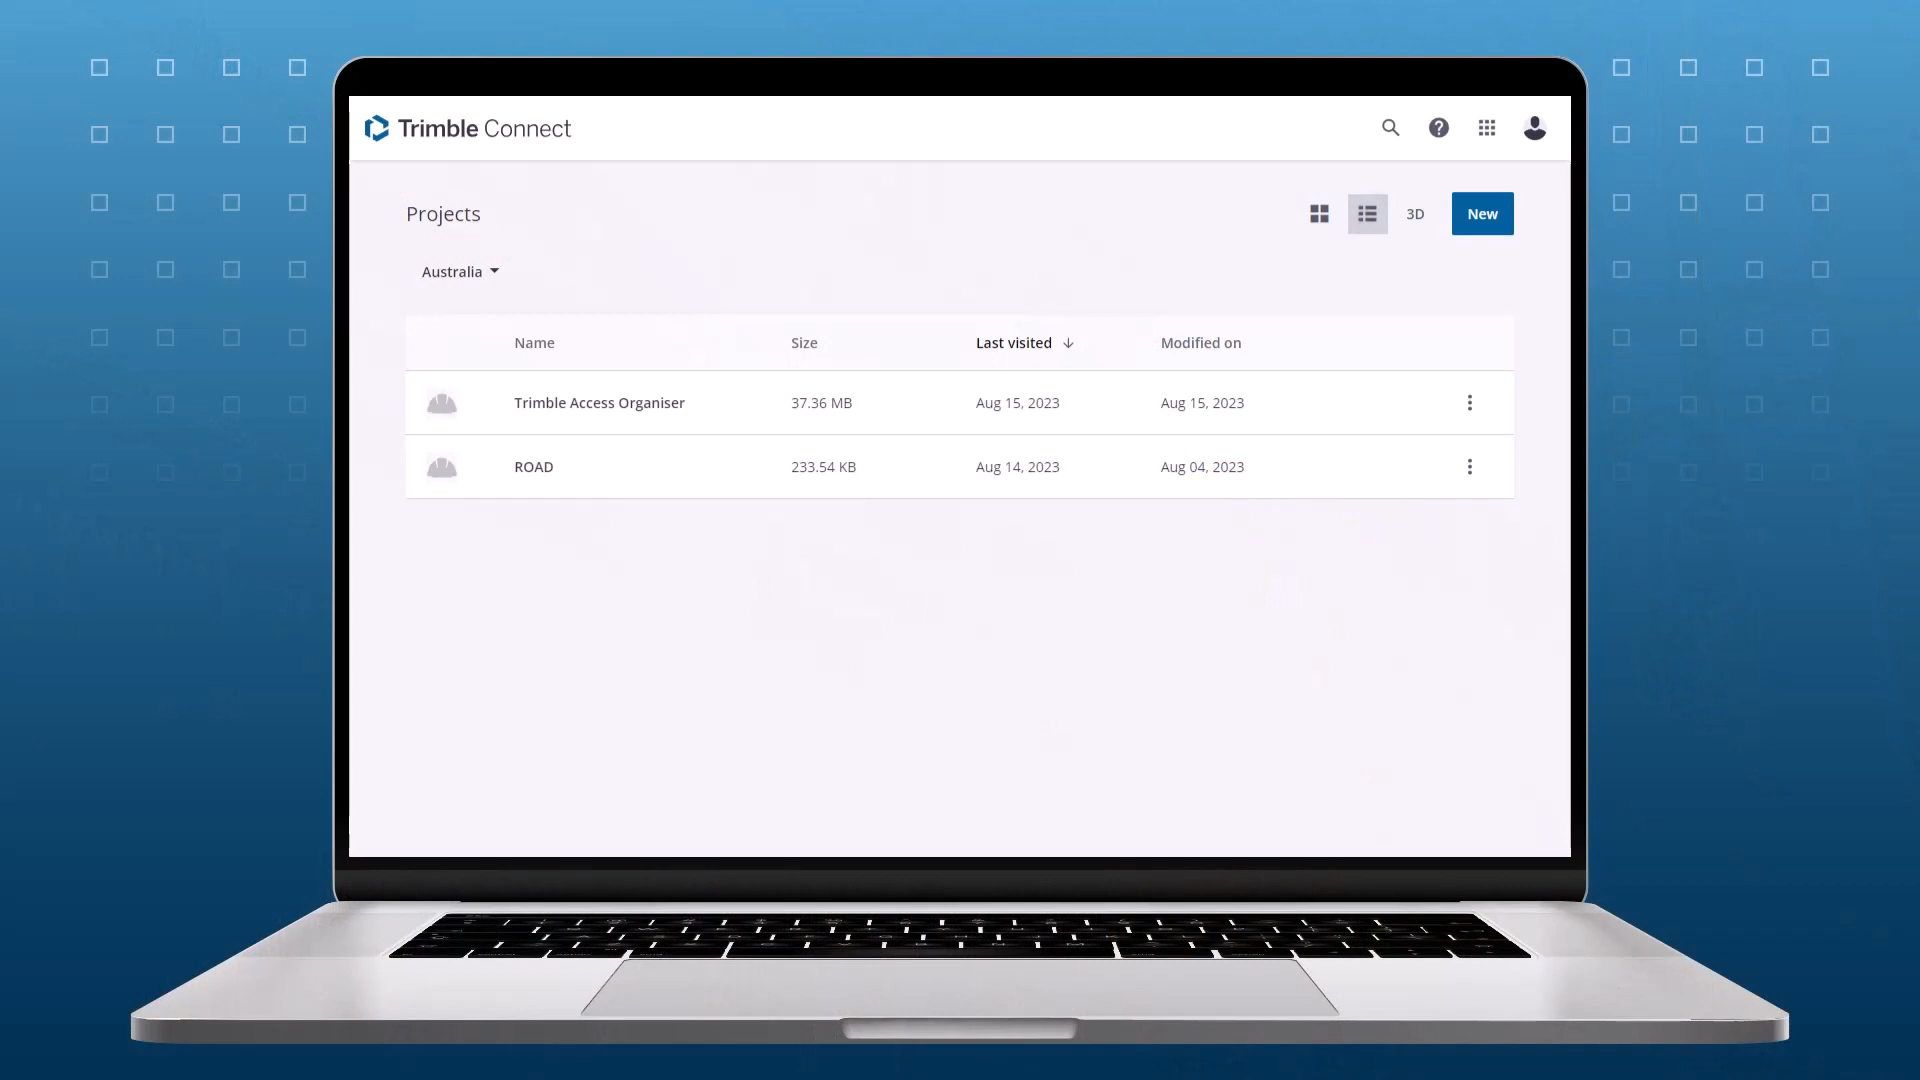 Trimble Connect
Projects
3D
New
Australia
Name Size Last visited Modified on
Trimble Access Organiser 37.36 MB Aug 15, 2023 Aug 15, 2023
ROAD 233.54 KB Aug 14, 2023 Aug 04, 2023